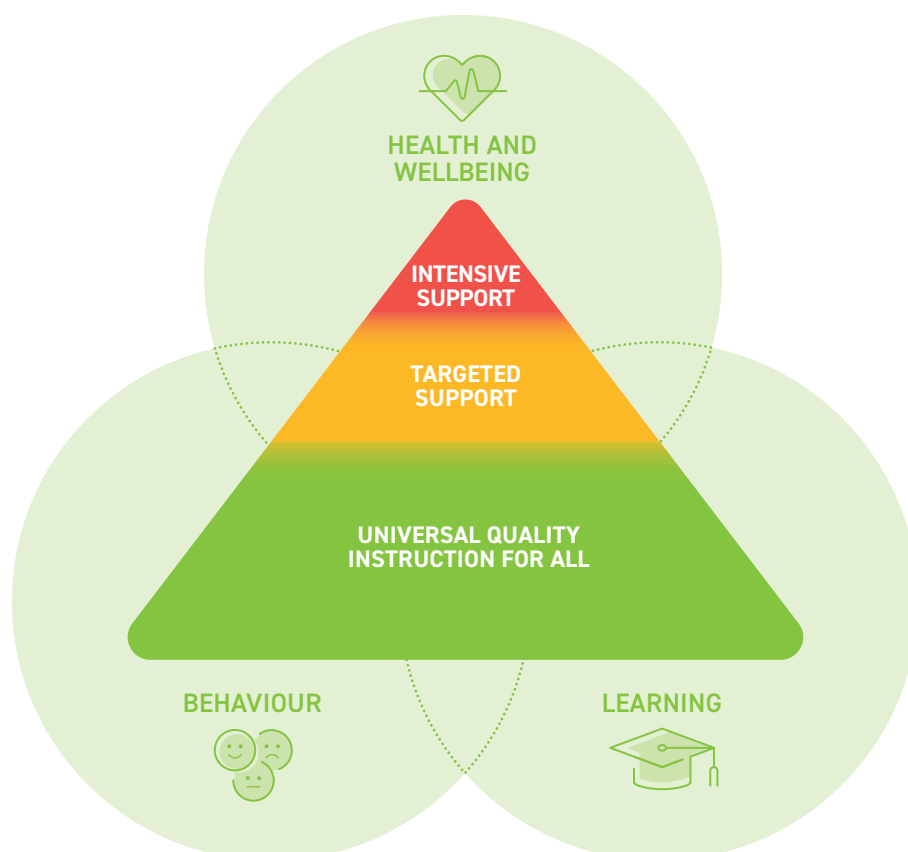 HEALTH AND
WELLBEING
INTENSIVE
SUPPORT
TARGETED
SUPPORT
UNIVERSAL QUALITY
INSTRUCTION FOR ALL
BEHAVIOUR
LEARNING